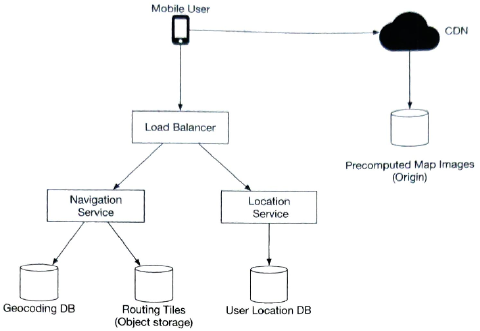 Mobile User
CDN
Load Balancer
Precomputed Map Images
(Origin)
Navigation
Service
Location
Service
Geocoding DB
Routing Tiles
(Object storage)
User Location DB